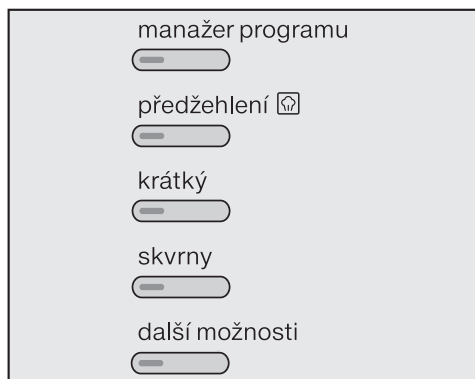 manažer programu
předžehlení
krátký
skvrny
další možnosti